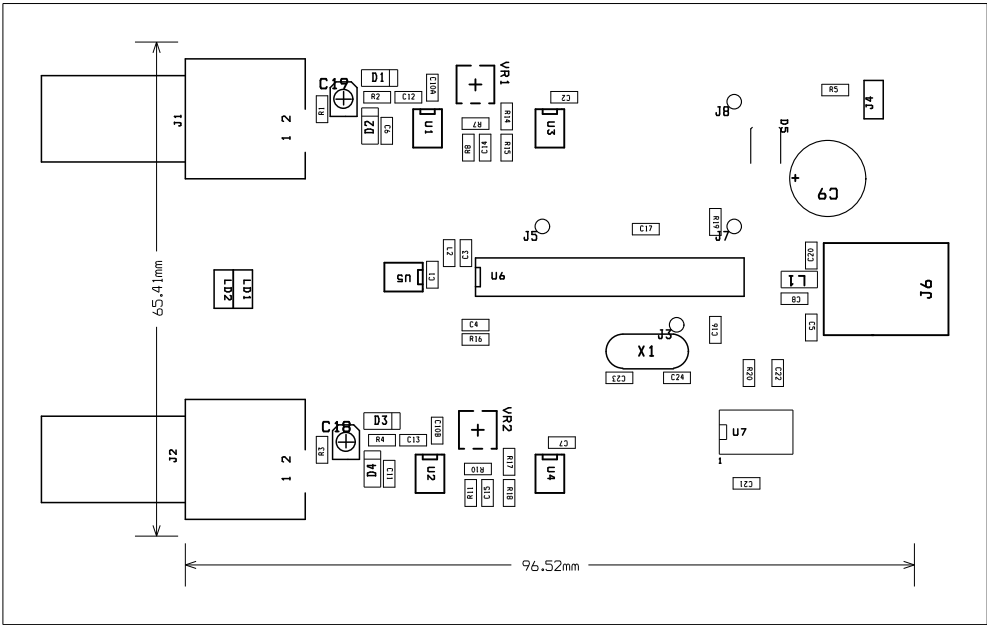 C19
D1
R2
C12
C10A
VR1
R1
D2
C6
U1
R7
R14
R8
C14
R15
U3
C2
J1
1 2
J8
D5
R5
J4
+
C9
J5
C17
R19
J7
65.41mm
LD2
LD1
U5
C1
L2
C3
U6
C20
L1
C8
C5
J6
C4
R16
J3
X1
C16
C23
C24
R20
C22
J2
1 2
C18
D3
R4
C13
C10B
VR2
R3
D4
C11
U2
R10
R17
R11
C15
R18
U4
C7
U7
1
C21
96.52mm